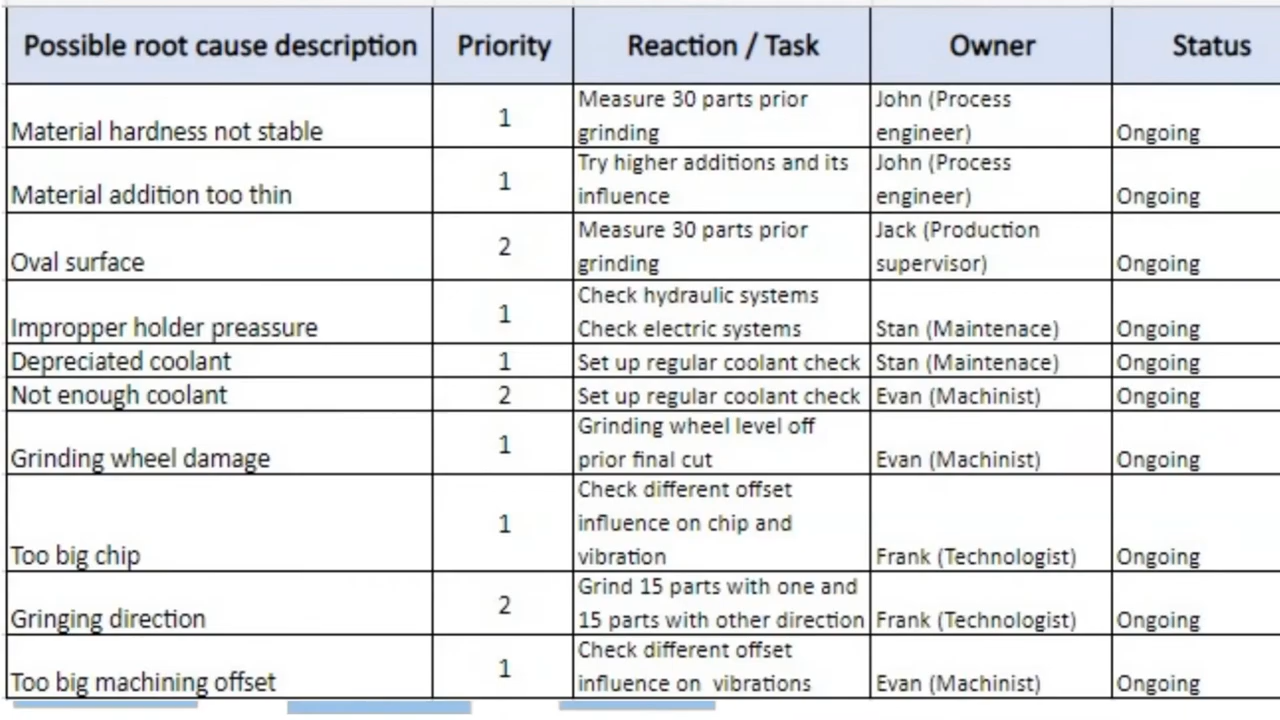 Possible root cause description Priority Reaction / Task Owner Status
Material hardness not stable 1 Measure 30 parts prior grinding John (Process engineer) Ongoing
Material addition too thin 1 Try higher additions and its influence John (Process engineer) Ongoing
Oval surface 2 Measure 30 parts prior grinding Jack (Production supervisor) Ongoing
Impropper holder preassure 1 Check hydraulic systems Check electric systems Stan (Maintenace) Ongoing
Depreciated coolant 1 Set up regular coolant check Stan (Maintenace) Ongoing
Not enough coolant 2 Set up regular coolant check Evan (Machinist) Ongoing
Grinding wheel damage 1 Grinding wheel level off prior final cut Evan (Machinist) Ongoing
Too big chip 1 Check different offset influence on chip and vibration Frank (Technologist) Ongoing
Gringing direction 2 Grind 15 parts with one and 15 parts with other direction Frank (Technologist) Ongoing
Too big machining offset 1 Check different offset influence on vibrations Evan (Machinist) Ongoing